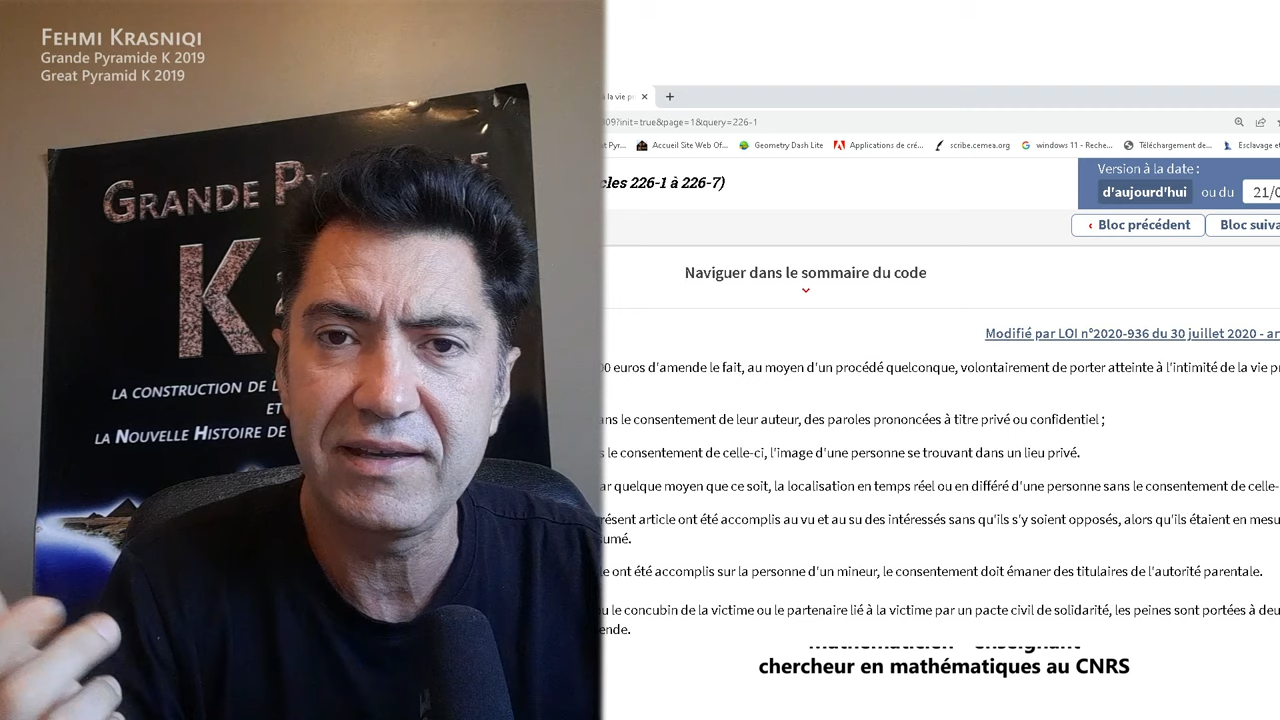 FEHMI KRASNIQI
Grande Pyramide K 2019
Great Pyramid K 2019
GRANDE
K
LA CONSTRUCTION DE
ET
LA NOUVELLE HISTOIRE DE
à la vie
09?init=true&page=1&query=226-1
Accueil Site Web Of...
Geometry Dash Lite
Applications de cré...
scribe.cemea.org
windows 11 - Reche...
Téléchargement de...
Esclavage et
cles 226-1 à 226-7)
Version à la date :
d'aujourd'hui
ou du
21/0
Bloc précédent
Bloc suiva
Naviguer dans le sommaire du code
Modifié par LOI n°2020-936 du 30 juillet 2020 - ar
00 euros d'amende le fait, au moyen d'un procédé quelconque, volontairement de porter atteinte à l'intimité de la vie
ans le consentement de leur auteur, des paroles prononcées à titre privé ou confidentiel ;
s le consentement de celle-ci, l'image d'une personne se trouvant dans un lieu privé.
ar quelque moyen que ce soit, la localisation en temps réel ou en différé d'une personne sans le consentement de celle-
résent article ont été accomplis au vu et au su des intéressés sans qu'ils s'y soient opposés, alors qu'ils étaient en mesu
sumé.
le ont été accomplis sur la personne d'un mineur, le consentement doit émaner des titulaires de l'autorité parentale.
ou le concubin de la victime ou le partenaire lié à la victime par un pacte civil de solidarité, les peines sont portées à deu
ende.
Mathématicien - enseignant
chercheur en mathématiques au CNRS